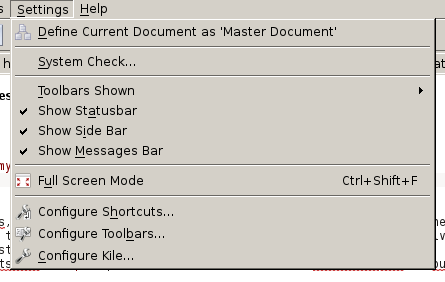 Settings Help
Define Current Document as 'Master Document'
System Check...
Toolbars Shown
Show Statusbar
Show Side Bar
Show Messages Bar
Full Screen Mode Ctrl+Shift+F
Configure Shortcuts...
Configure Toolbars...
Configure Kile...